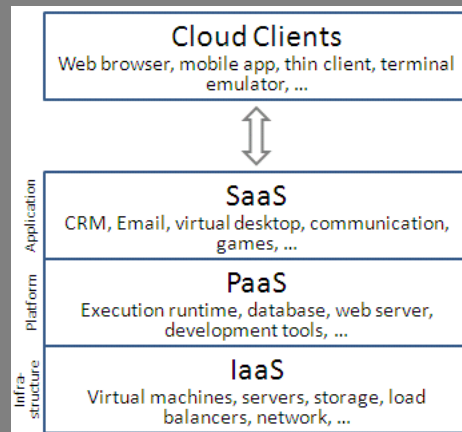 Cloud Clients
Web browser, mobile app, thin client, terminal
emulator, ...
Application
SaaS
CRM, Email, virtual desktop, communication,
games, ...
Platform
PaaS
Execution runtime, database, web server,
development tools, ...
Infra-
structure
IaaS
Virtual machines, servers, storage, load
balancers, network, ...